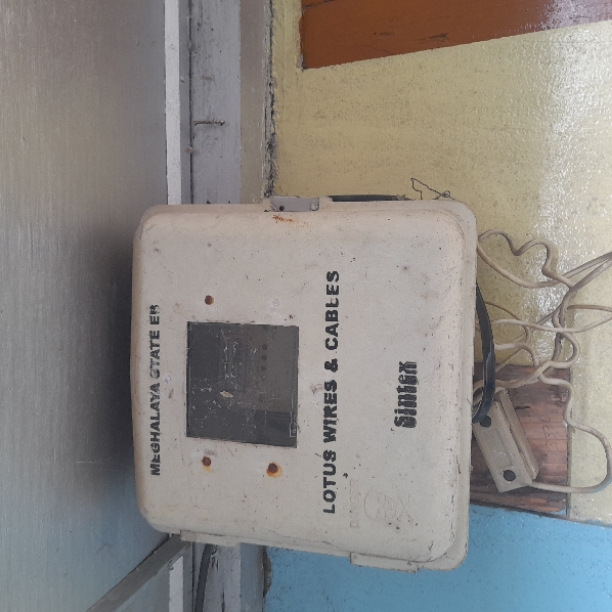 MEGHALAYA STATE EB
LOTUS WIRES & CABLES
Sintex